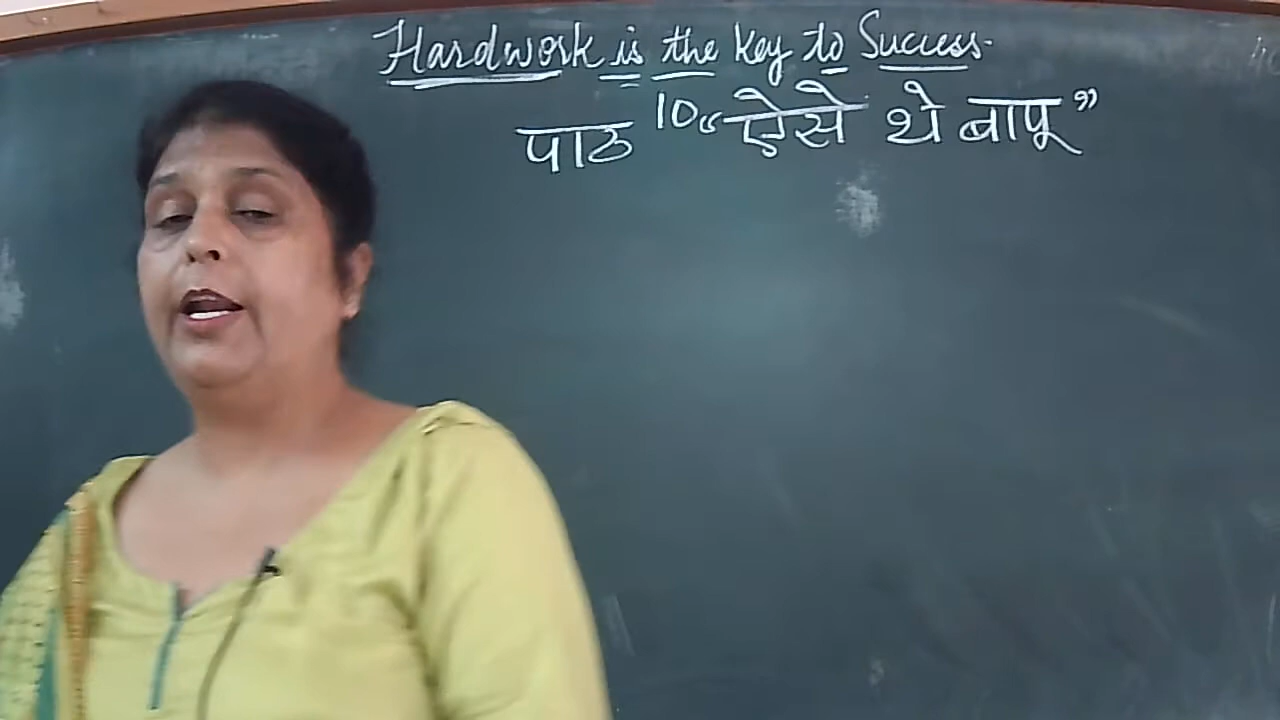 Hardwork is the key to Success.
पाठ 10 "ऐसे थे बापू"